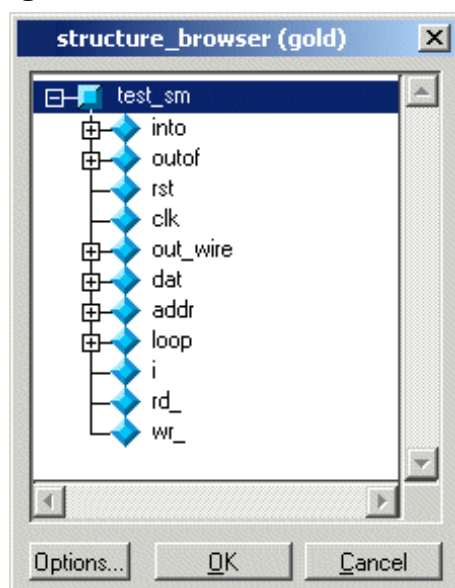 structure_browser (gold)
test_sm
into
outof
rst
clk
out_wire
dat
addr
loop
i
rd_
wr_
Options... OK Cancel